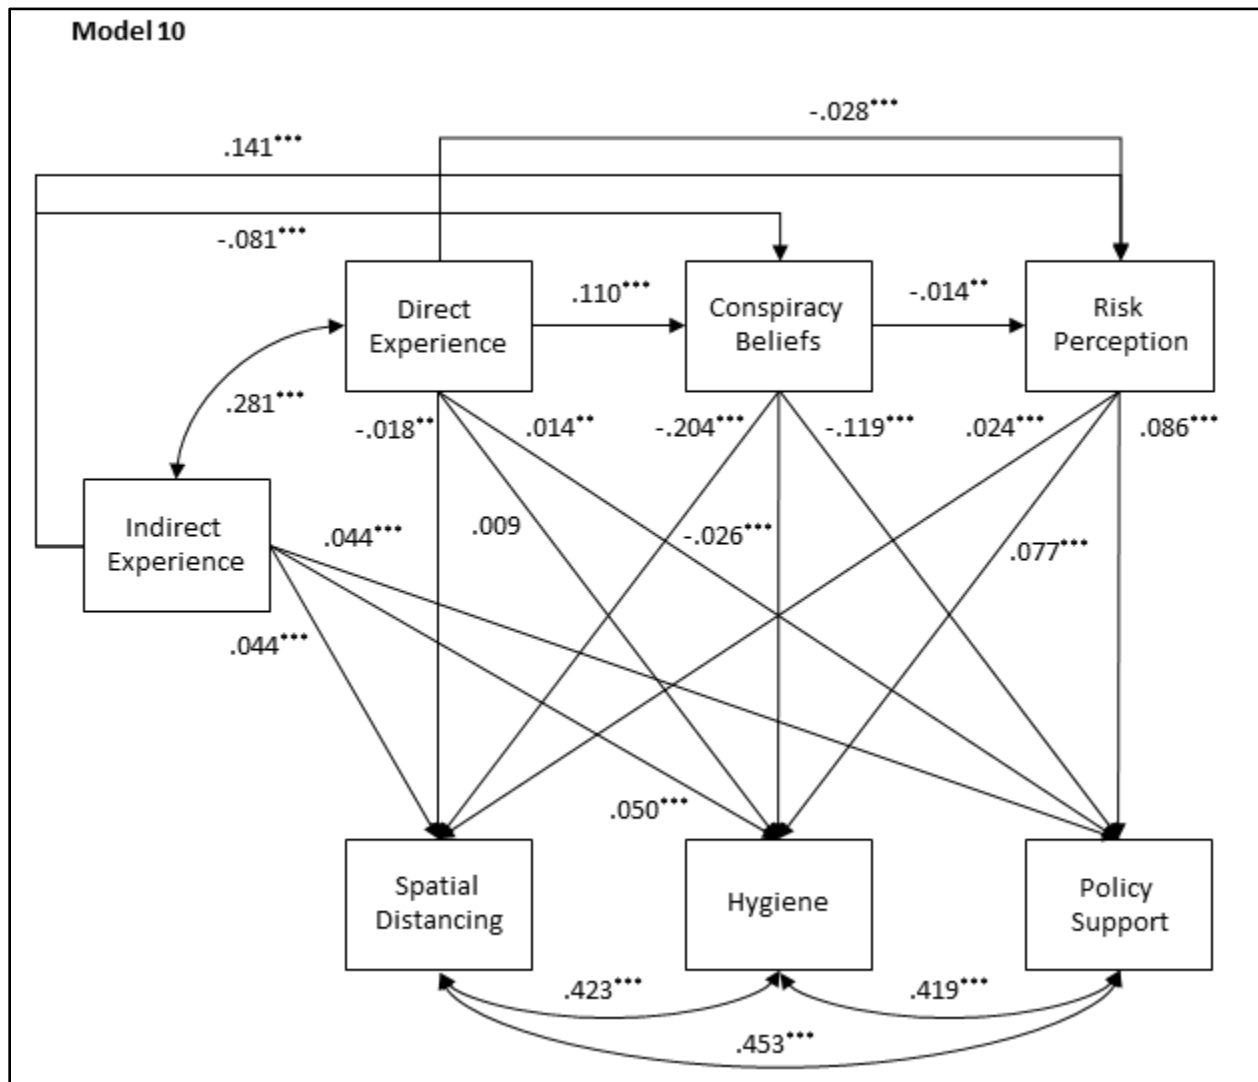 Model 10
-.028***
.141***
-.081***
Direct
Experience
.110***
Conspiracy
Beliefs
-.014**
Risk
Perception
.281***
-.018**
.014**
-.204***
-.119***
.024***
.086***
Indirect
Experience
.044***
.009
-.026***
.077***
.044***
.050***
Spatial
Distancing
Hygiene
Policy
Support
.423***
.419***
.453***